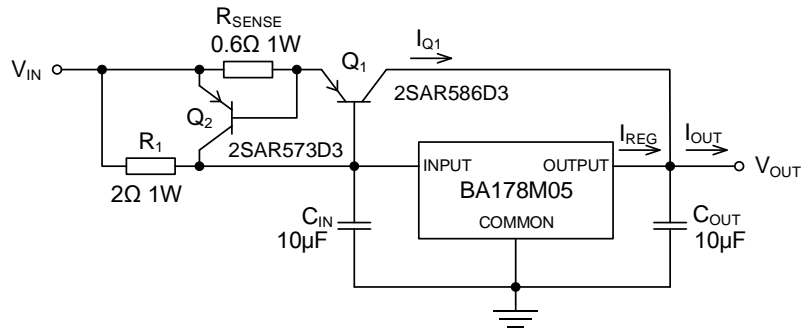 RSENSE
0.6Ω 1W
Q1
IQ1
VIN
2SAR586D3
Q2
2SAR573D3
R1
2Ω 1W
INPUT
OUTPUT
IREG
IOUT
VOUT
BA178M05
COMMON
CIN
10µF
COUT
10µF